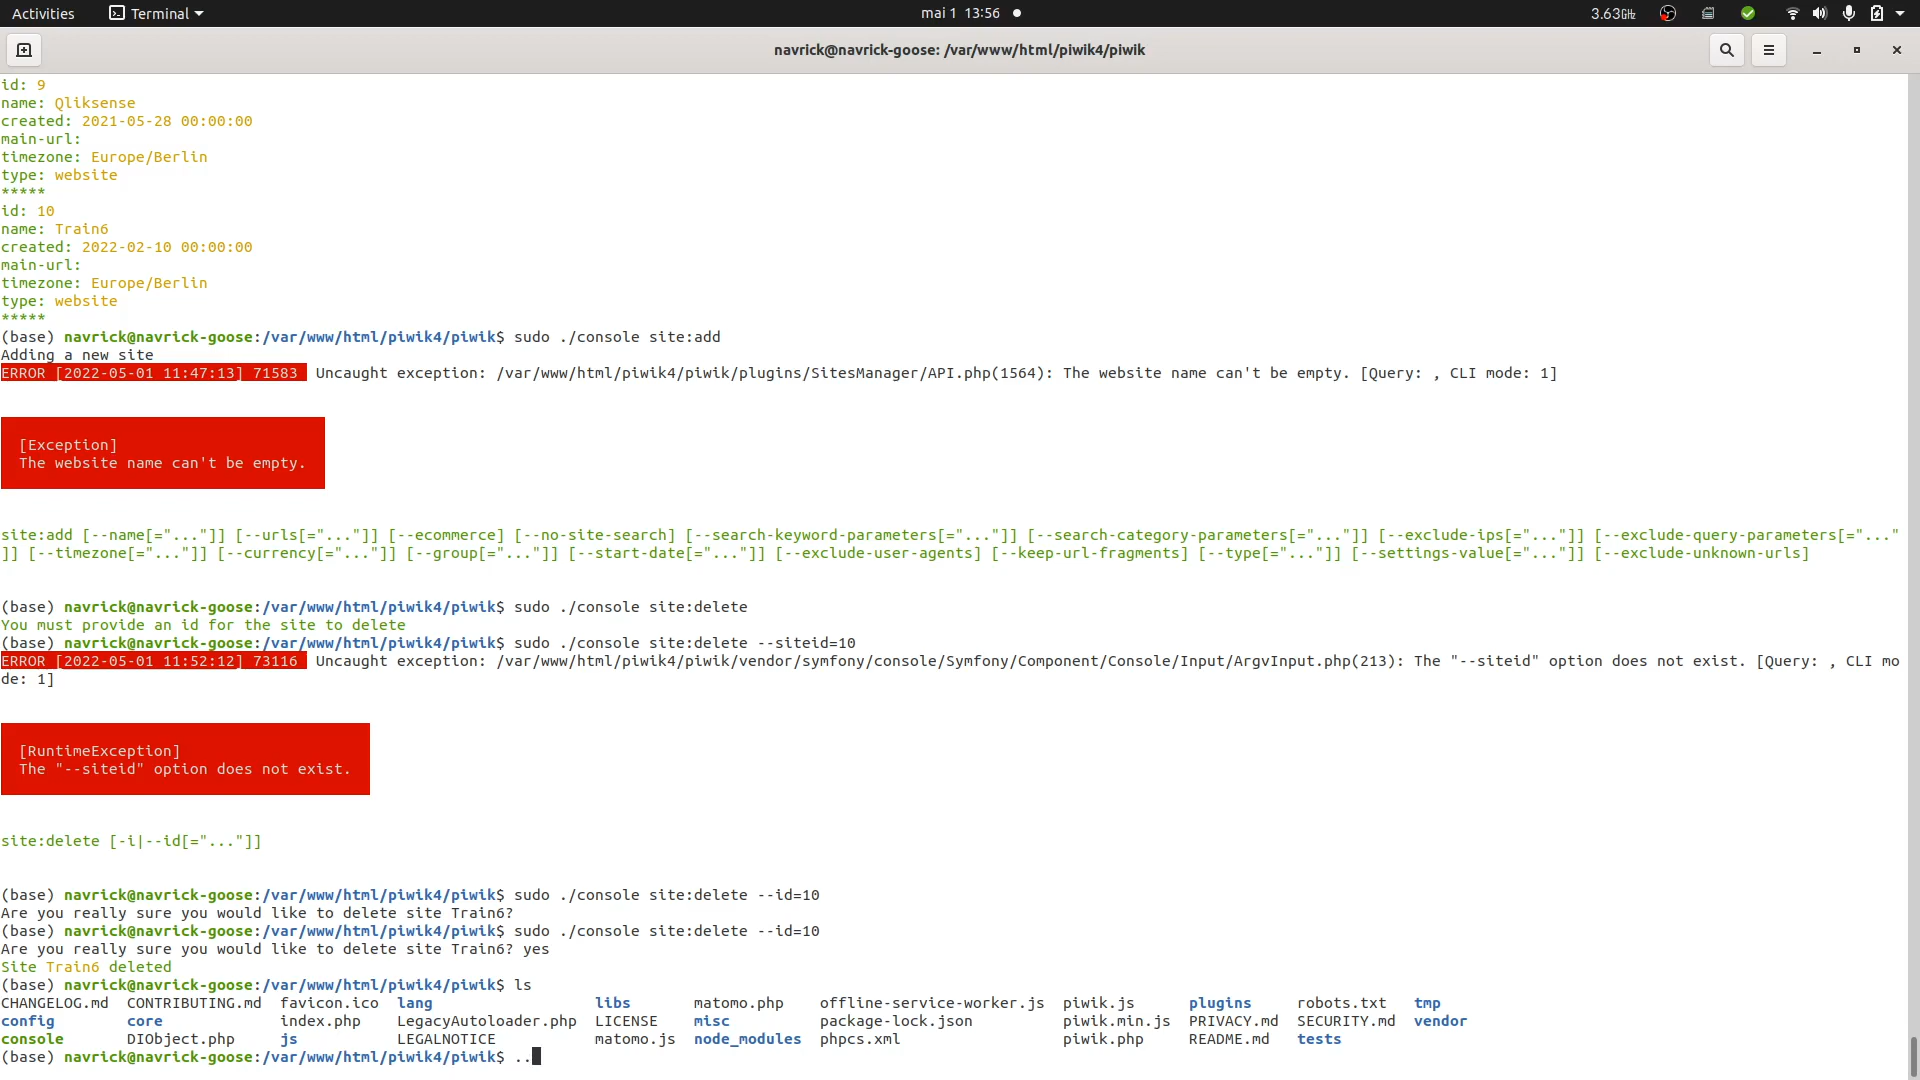 Activities Terminal mai 1 13:56 3.63GHz
navrick@navrick-goose: /var/www/html/piwik4/piwik
id: 9
name: Qliksense
created: 2021-05-28 00:00:00
main-url:
timezone: Europe/Berlin
type: website
*****
id: 10
name: Train6
created: 2022-02-10 00:00:00
main-url:
timezone: Europe/Berlin
type: website
*****
(base) navrick@navrick-goose:/var/www/html/piwik4/piwik$ sudo ./console site:add
Adding a new site
ERROR [2022-05-01 11:47:13] 71583 Uncaught exception: /var/www/html/piwik4/piwik/plugins/SitesManager/API.php(1564): The website name can't be empty. [Query: , CLI mode: 1]
[Exception]
The website name can't be empty.
site:add [--name[="..."]] [--urls[="..."]] [--ecommerce] [--no-site-search] [--search-keyword-parameters[="..."]] [--search-category-parameters[="..."]] [--exclude-ips[="..."]] [--exclude-query-parameters[="..."
]] [--timezone[="..."]] [--currency[="..."]] [--group[="..."]] [--start-date[="..."]] [--exclude-user-agents] [--keep-url-fragments] [--type[="..."]] [--settings-value[="..."]] [--exclude-unknown-urls]
(base) navrick@navrick-goose:/var/www/html/piwik4/piwik$ sudo ./console site:delete
You must provide an id for the site to delete
(base) navrick@navrick-goose:/var/www/html/piwik4/piwik$ sudo ./console site:delete --siteid=10
ERROR [2022-05-01 11:52:12] 73116 Uncaught exception: /var/www/html/piwik4/piwik/vendor/symfony/console/Symfony/Component/Console/Input/ArgvInput.php(213): The "--siteid" option does not exist. [Query: , CLI mo
de: 1]
[RuntimeException]
The "--siteid" option does not exist.
site:delete [-i|--id[="..."]]
(base) navrick@navrick-goose:/var/www/html/piwik4/piwik$ sudo ./console site:delete --id=10
Are you really sure you would like to delete site Train6?
(base) navrick@navrick-goose:/var/www/html/piwik4/piwik$ sudo ./console site:delete --id=10
Are you really sure you would like to delete site Train6? yes
Site Train6 deleted
(base) navrick@navrick-goose:/var/www/html/piwik4/piwik$ ls
CHANGELOG.md CONTRIBUTING.md favicon.ico lang libs matomo.php offline-service-worker.js piwik.js plugins robots.txt tmp
config core index.php LegacyAutoloader.php LICENSE misc package-lock.json piwik.min.js PRIVACY.md SECURITY.md vendor
console DIObject.php js LEGALNOTICE matomo.js node_modules phpcs.xml piwik.php README.md tests
(base) navrick@navrick-goose:/var/www/html/piwik4/piwik$ ..